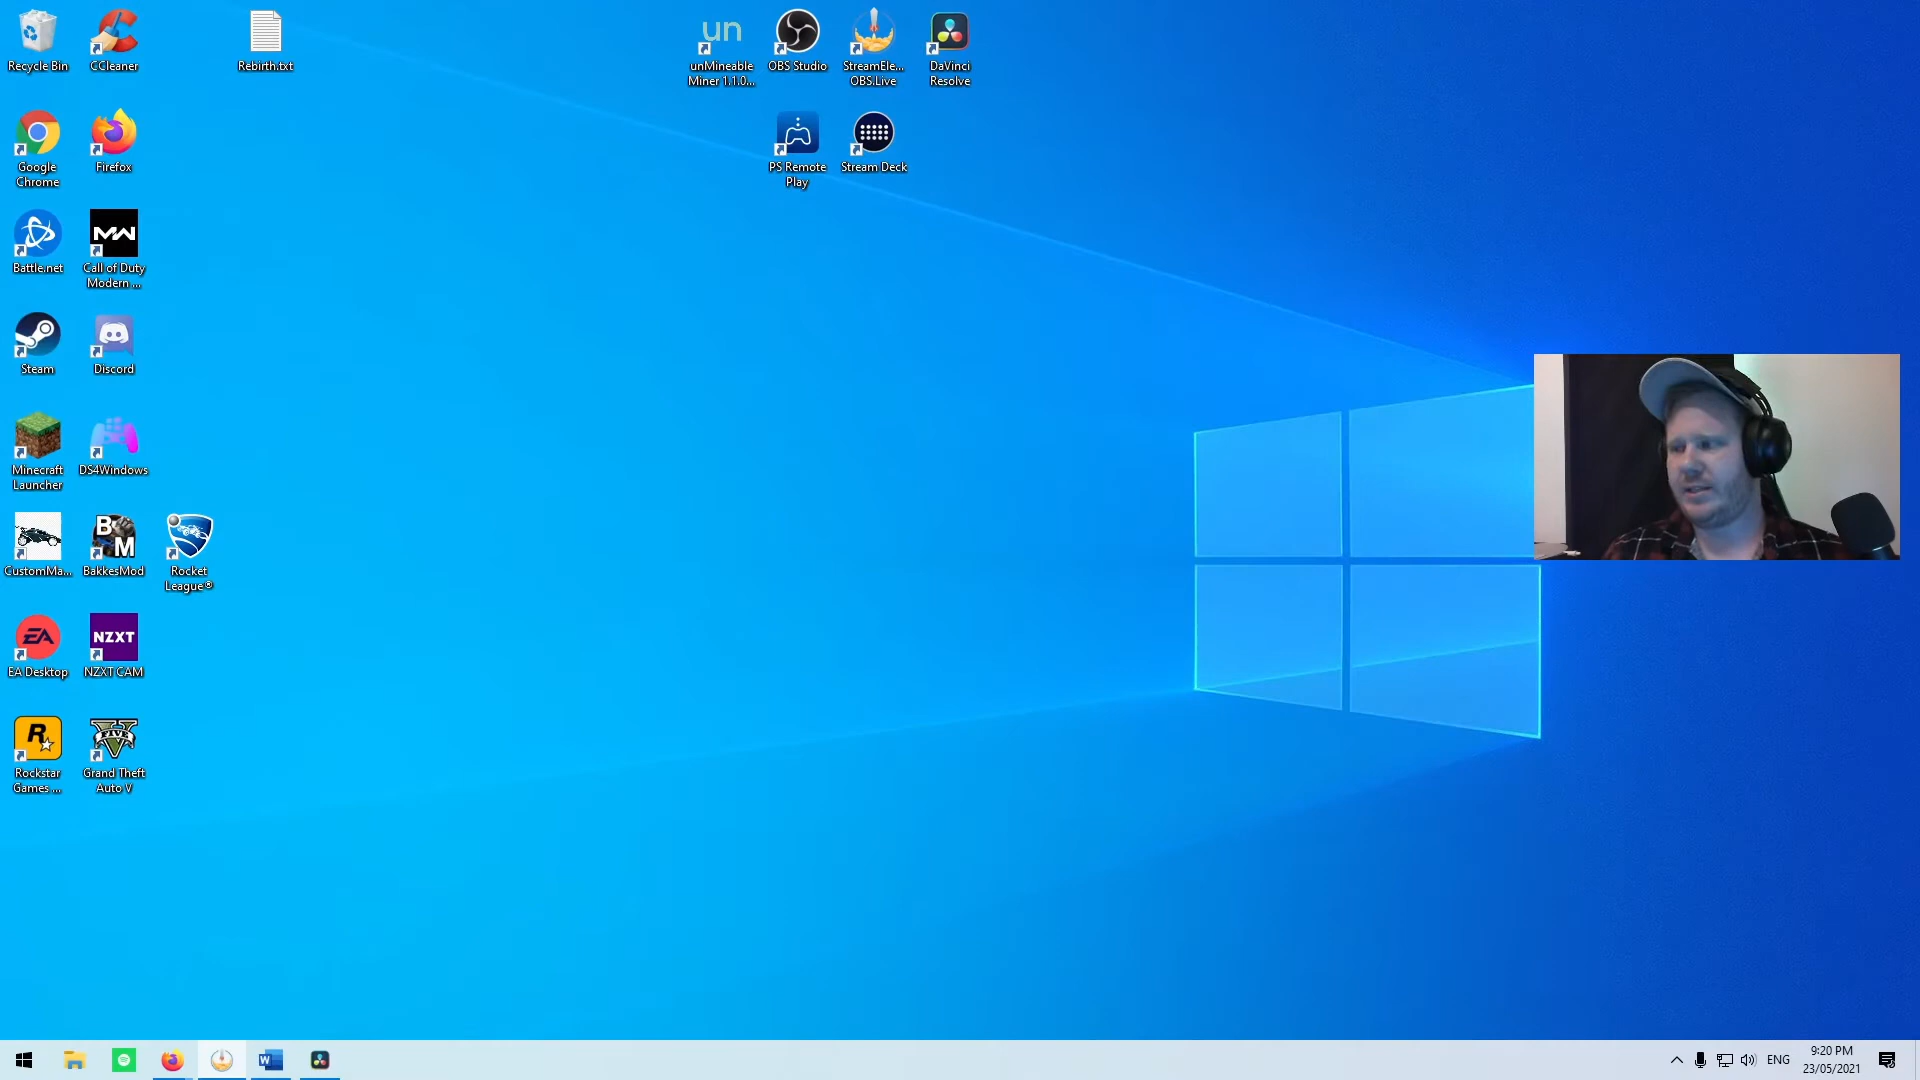 Recycle Bin
CCleaner
Rebirth.txt
un
unMineable
Miner 1.1.0...
OBS Studio
StreamEle...
OBS.Live
DaVinci
Resolve
Google
Chrome
Firefox
PS Remote
Play
Stream Deck
Battle.net
MW
Call of Duty
Modern ...
Steam
Discord
Minecraft
Launcher
DS4Windows
CustomMa...
B
M
BakkesMod
Rocket
League®
EA
EA Desktop
NZXT
NZXT CAM
R
Rockstar
Games ...
V
FIVE
Grand Theft
Auto V
W
ENG
9:20 PM
23/05/2021